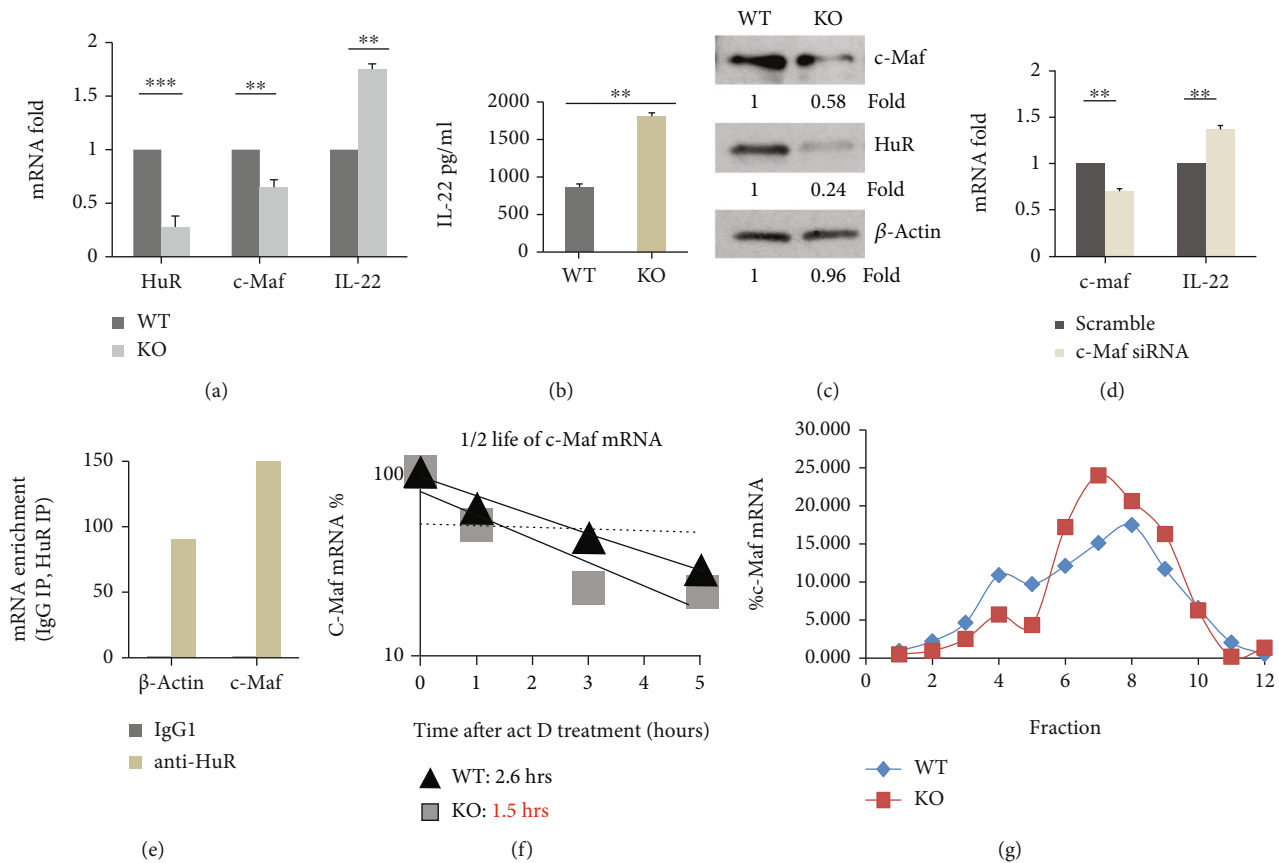 2
1.5
1
0.5
0
mRNA fold
***
**
**
HuR
c-Maf
IL-22
WT
KO
(a)
2000
1800
1500
1000
500
0
IL-22 pg/ml
**
WT
KO
(b)
WT
KO
c-Maf
1
0.58
Fold
HuR
1
0.24
Fold
β-Actin
1
0.96
Fold
(c)
2
1.5
1
0.5
0
mRNA fold
**
**
c-maf
IL-22
Scramble
c-Maf siRNA
(d)
150
100
50
0
mRNA enrichment
(IgG IP, HuR IP)
β-Actin
c-Maf
IgG1
anti-HuR
(e)
1/2 life of c-Maf mRNA
100
10
C-Maf mRNA %
0
1
3
5
Time after act D treatment (hours)
WT: 2.6 hrs
KO: 1.5 hrs
(f)
30.000
25.000
20.000
15.000
10.000
5.000
0.000
%c-Maf mRNA
0
2
4
6
8
10
12
Fraction
WT
KO
(g)